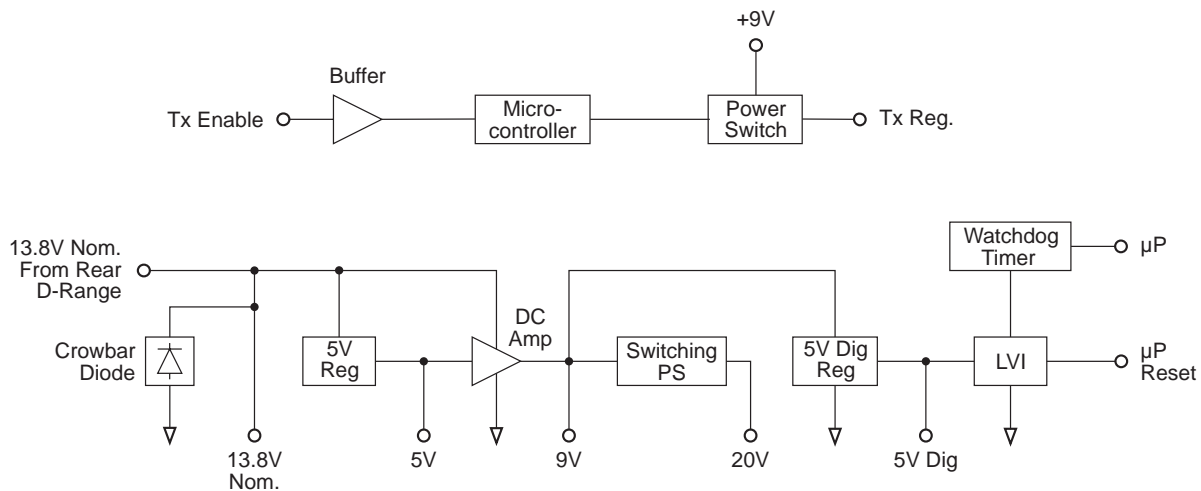 +9V
Buffer
Tx Enable
Micro-
controller
Power
Switch
Tx Reg.
13.8V Nom.
From Rear
D-Range
Watchdog
Timer
µP
Crowbar
Diode
5V
Reg
DC
Amp
Switching
PS
5V Dig
Reg
LVI
µP
Reset
13.8V
Nom.
5V
9V
20V
5V Dig